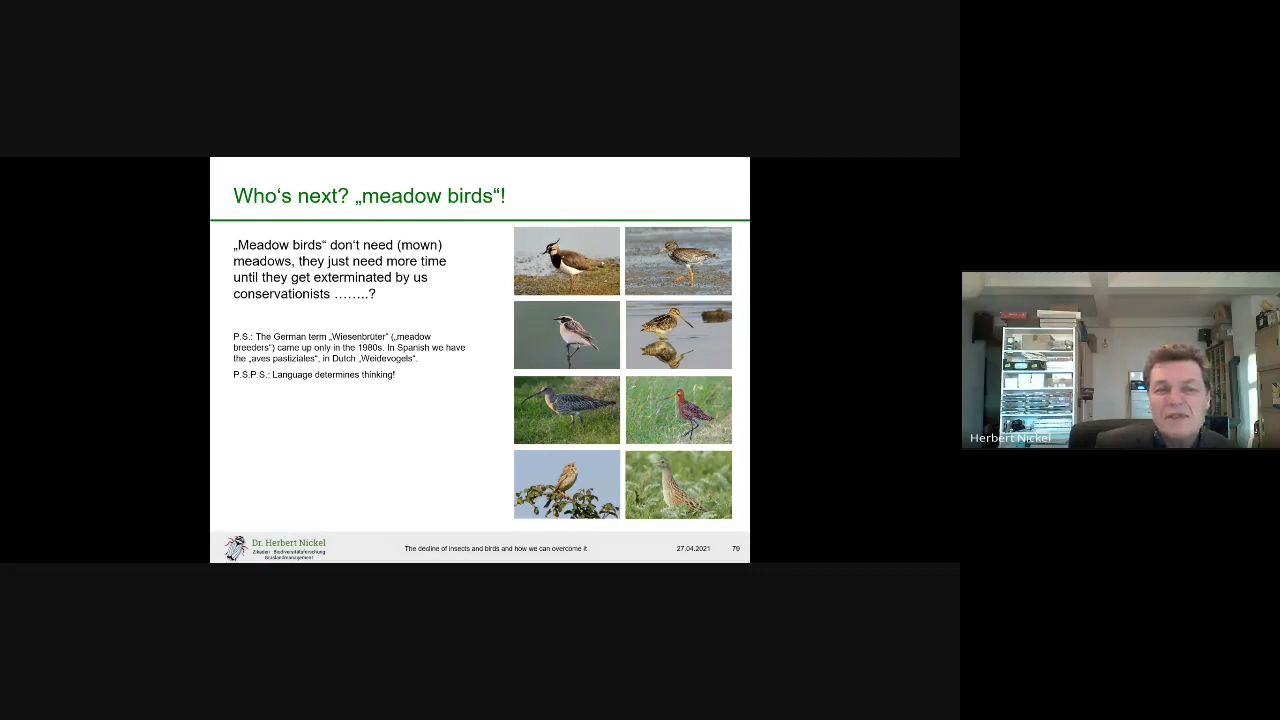 Who's next? „meadow birds“!
„Meadow birds“ don't need (mown)
meadows, they just need more time
until they get exterminated by us
conservationists ……..?
P.S.: The German term „Wiesenbrüter“ („meadow
breeders“) came up only in the 1980s. In Spanish we have
the „aves pastiziales“, in Dutch „Weidevogels“.
P.S.P.S.: Language determines thinking!
Herbert Nickel
Dr. Herbert Nickel
Zikaden · Biodiversitätsforschung
Graslandmanagement
The decline of insects and birds and how we can overcome it
27.04.2021
79